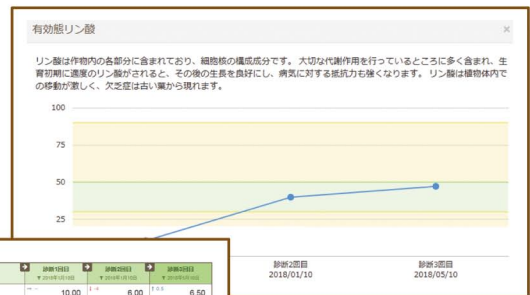 有効態リン酸
×
リン酸は作物内の各部分に含まれており、細胞核の構成成分です。 大切な代謝作用を行っているところに多く含まれ、生
育初期に適度のリン酸がされると、その後の生長を良好にし、病気に対する抵抗力も強くなります。 リン酸は植物体内で
の移動が激しく、欠乏症は古い葉から現れます。
100
75
50
25
診断2回目
2018/01/10
診断3回目
2018/05/10
診断1回目
診断2回目
診断3回目
10.00
6.00
6.50